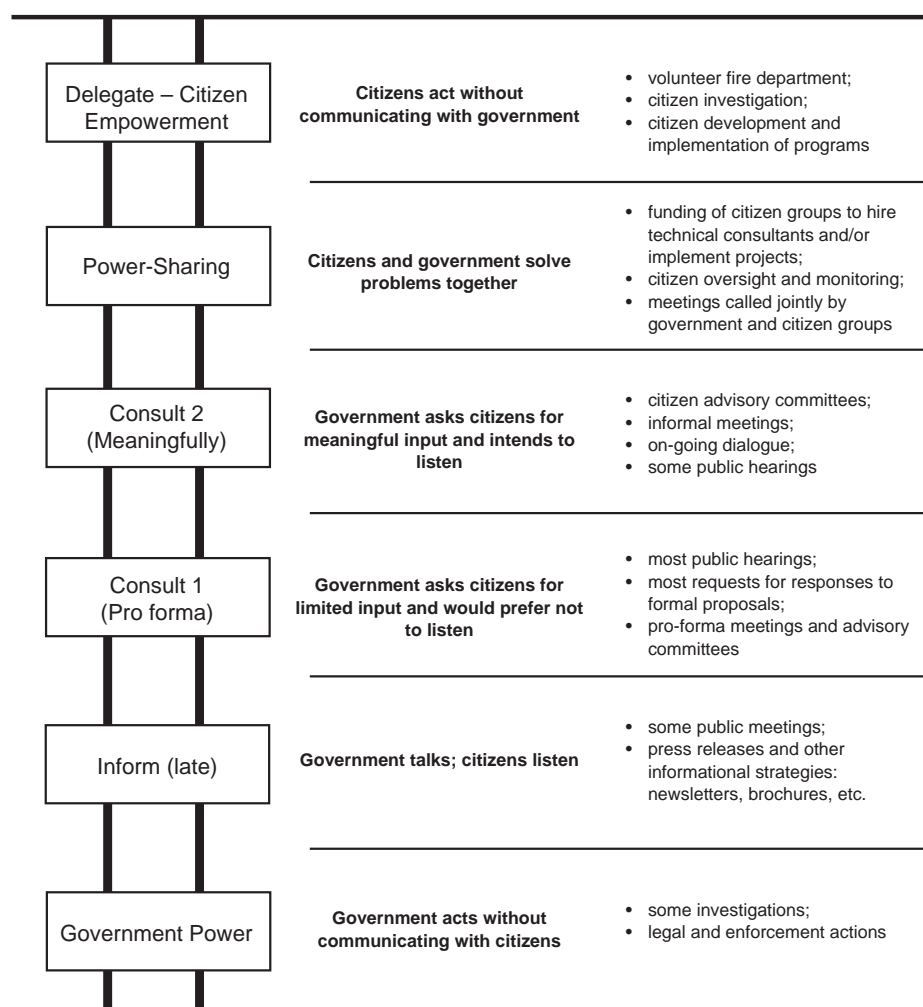 Delegate – Citizen
Empowerment
Citizens act without
communicating with government
• volunteer fire department;
• citizen investigation;
• citizen development and
implementation of programs
Power-Sharing
Citizens and government solve
problems together
• funding of citizen groups to hire
technical consultants and/or
implement projects;
• citizen oversight and monitoring;
• meetings called jointly by
government and citizen groups
Consult 2
(Meaningfully)
Government asks citizens for
meaningful input and intends to
listen
• citizen advisory committees;
• informal meetings;
• on-going dialogue;
• some public hearings
Consult 1
(Pro forma)
Government asks citizens for
limited input and would prefer not
to listen
• most public hearings;
• most requests for responses to
formal proposals;
• pro-forma meetings and advisory
committees
Inform (late)
Government talks; citizens listen
• some public meetings;
• press releases and other
informational strategies:
newsletters, brochures, etc.
Government Power
Government acts without
communicating with citizens
• some investigations;
• legal and enforcement actions